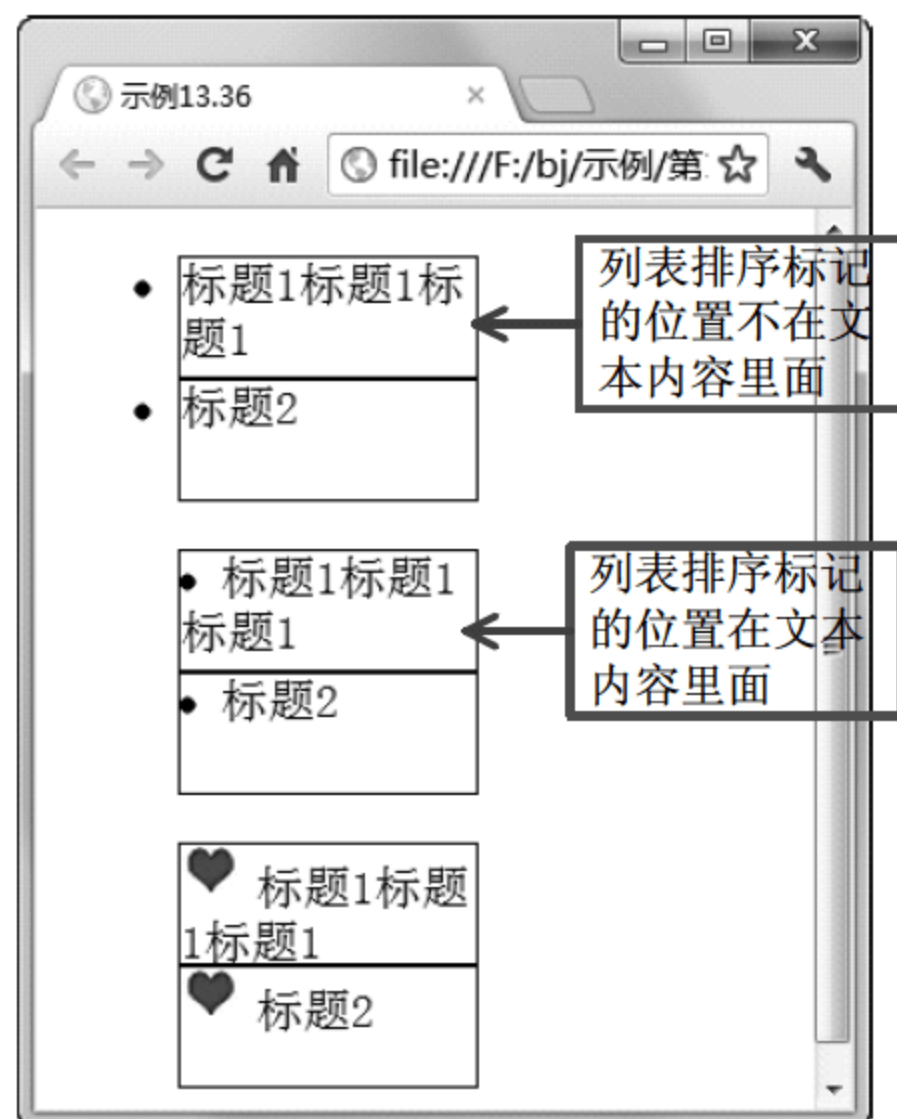 示例13.36
file:///F:/bj/示例/第
标题1标题1标
题1
标题2
列表排序标记
的位置不在文
本内容里面
标题1标题1
标题1
标题2
列表排序标记
的位置在文本
内容里面
标题1标题
1标题1
标题2